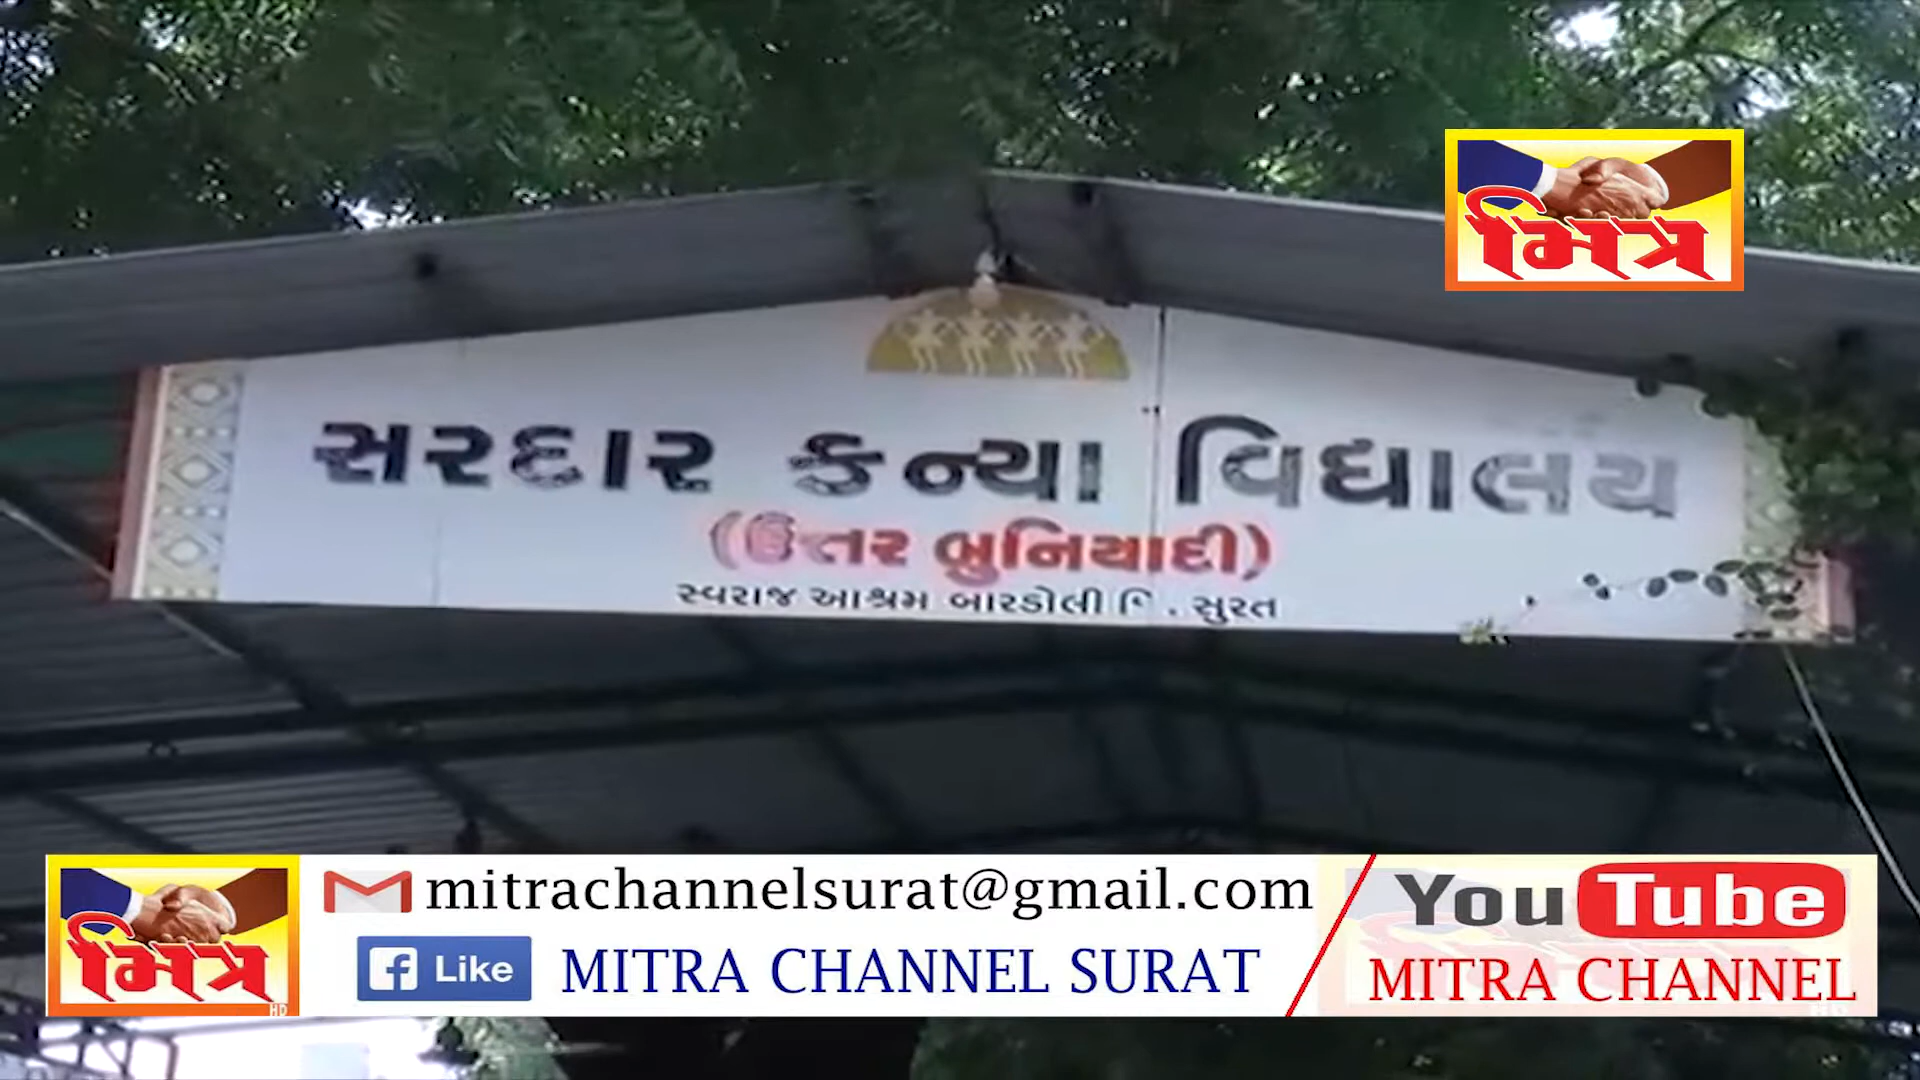 મિત્ર
સરદાર કન્યા વિદ્યાલય
(ઉત્તર બુનિયાદી)
સ્વરાજ આશ્રમ બારડોલી જિ. સુરત
મિત્ર
HD
mitrachannelsurat@gmail.com
f Like MITRA CHANNEL SURAT
YouTube
MITRA CHANNEL